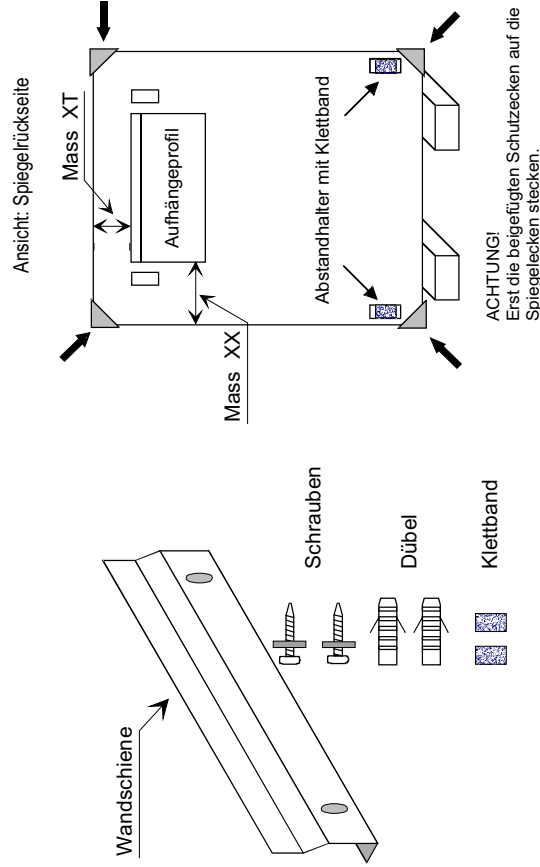 Wandschiene
Schrauben
Dübel
Klettband
Ansicht: Spiegelrückseite
Mass XT
Aufhängeprofil
Mass XX
Abstandhalter mit Klettband
ACHTUNG!
Erst die beigefügten Schutzecken auf die
Spiegelecken stecken.